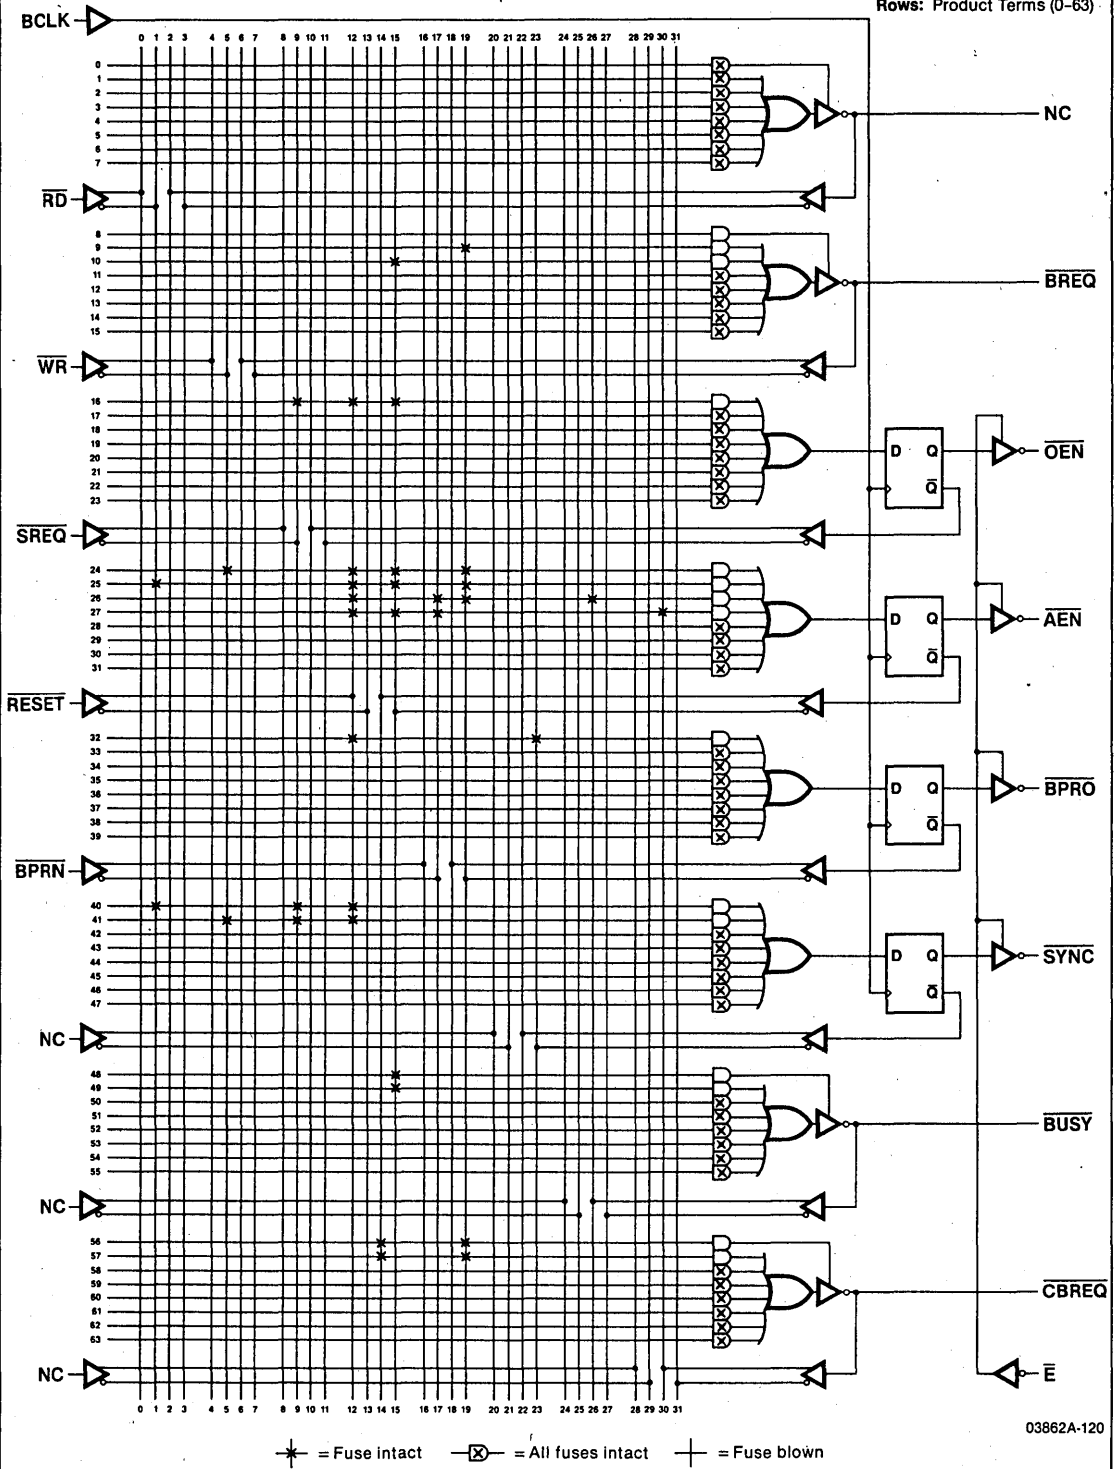 Rows: Product Terms (0–63)
BCLK
0 1 2 3 4 5 6 7 8 9 10 11 12 13 14 15 16 17 18 19 20 21 22 23 24 25 26 27 28 29 30 31
0
1
2
3
4
5
6
7
NC
RD
8
9
10
11
12
13
14
15
BREQ
WR
16
17
18
19
20
21
22
23
D Q
Q
OEN
SREQ
24
25
26
27
28
29
30
31
D Q
Q
AEN
RESET
32
33
34
35
36
37
38
39
D Q
Q
BPRO
BPRN
40
41
42
43
44
45
46
47
D Q
Q
SYNC
NC
48
49
50
51
52
53
54
55
BUSY
NC
56
57
58
59
60
61
62
63
CBREQ
NC
E
0 1 2 3 4 5 6 7 8 9 10 11 12 13 14 15 16 17 18 19 20 21 22 23 24 25 26 27 28 29 30 31
03862A-120
= Fuse intact X = All fuses intact = Fuse blown